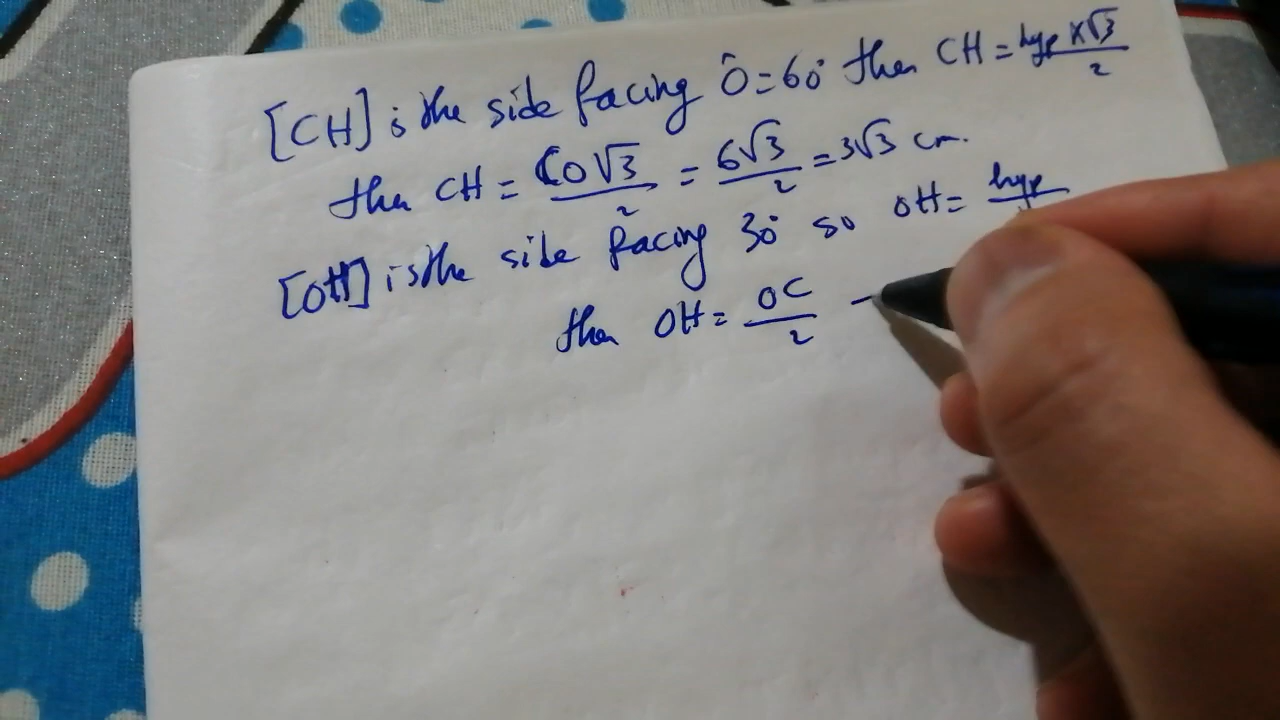 [CH] is the side facing Ô=60° then CH = hyp x√3 / 2
then CH = CO√3 / 2 = 6√3 / 2 = 3√3 cm.
[OH] is the side facing 30° so OH = hyp
then OH = OC / 2